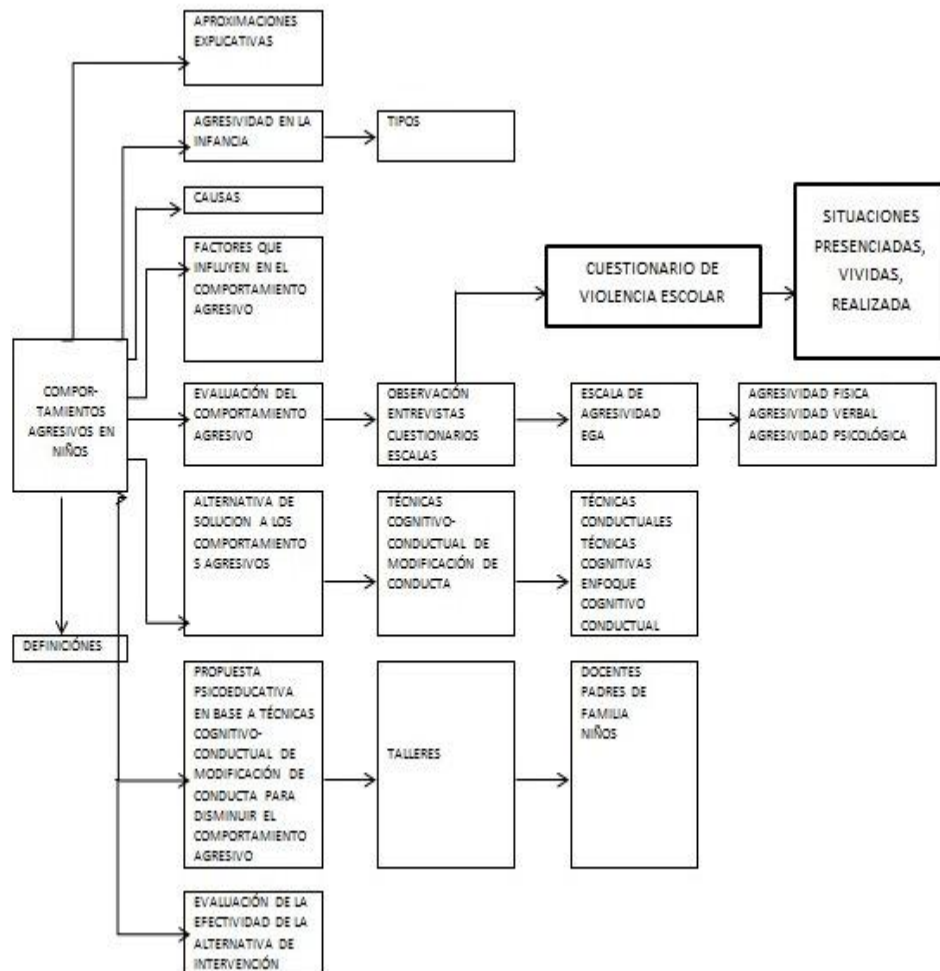 APROXIMACIONES
EXPLICATIVAS
AGRESIVIDAD EN LA
INFANCIA
TIPOS
CAUSAS
FACTORES QUE
INFLUYEN EN EL
COMPORTAMIENTO
AGRESIVO
CUESTIONARIO DE
VIOLENCIA ESCOLAR
SITUACIONES
PRESENCIADAS,
VIVIDAS,
REALIZADA
COMPOR-
TAMIENTOS
AGRESIVOS EN
NIÑOS
EVALUACIÓN DEL
COMPORTAMIENTO
AGRESIVO
OBSERVACIÓN
ENTREVISTAS
CUESTIONARIOS
ESCALAS
ESCALA DE
AGRESIVIDAD
EGA
AGRESIVIDAD FISICA
AGRESIVIDAD VERBAL
AGRESIVIDAD PSICOLÓGICA
ALTERNATIVA DE
SOLUCION A LOS
COMPORTAMIENTO
S AGRESIVOS
TÉCNICAS
COGNITIVO-
CONDUCTUAL DE
MODIFICACIÓN DE
CONDUCTA
TÉCNICAS
CONDUCTUALES
TÉCNICAS
COGNITIVAS
ENFOQUE
COGNITIVO
CONDUCTUAL
DEFINICIÓNES
PROPUESTA
PSICOEDUCATIVA
EN BASE A TÉCNICAS
COGNITIVO-
CONDUCTUAL DE
MODIFICACIÓN DE
CONDUCTA PARA
DISMINUIR EL
COMPORTAMIENTO
AGRESIVO
TALLERES
DOCENTES
PADRES DE
FAMILIA
NIÑOS
EVALUACIÓN DE LA
EFECTIVIDAD DE LA
ALTERNATIVA DE
INTERVENCIÓN